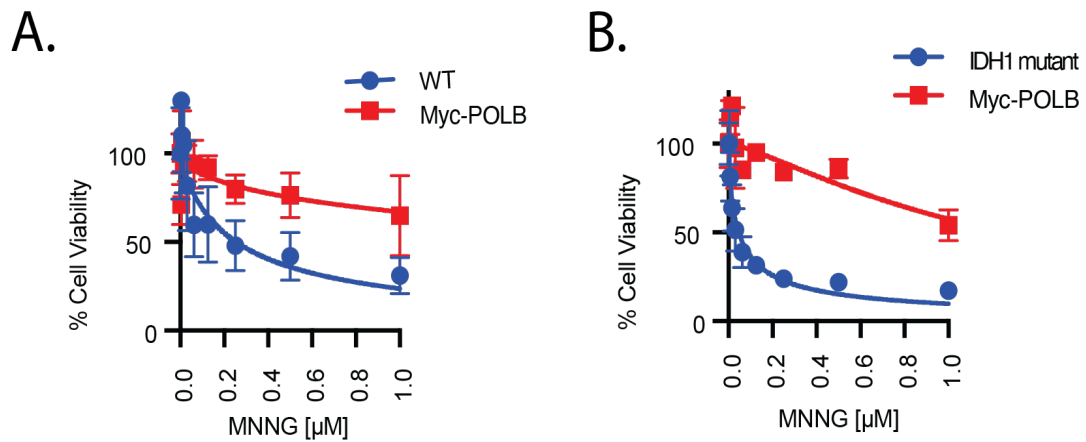 A.
WT
Myc-POLB
% Cell Viability
100
50
0
0.0
0.2
0.4
0.6
0.8
1.0
MNNG [µM]
B.
IDH1 mutant
Myc-POLB
% Cell Viability
100
50
0
0.0
0.2
0.4
0.6
0.8
1.0
MNNG [µM]